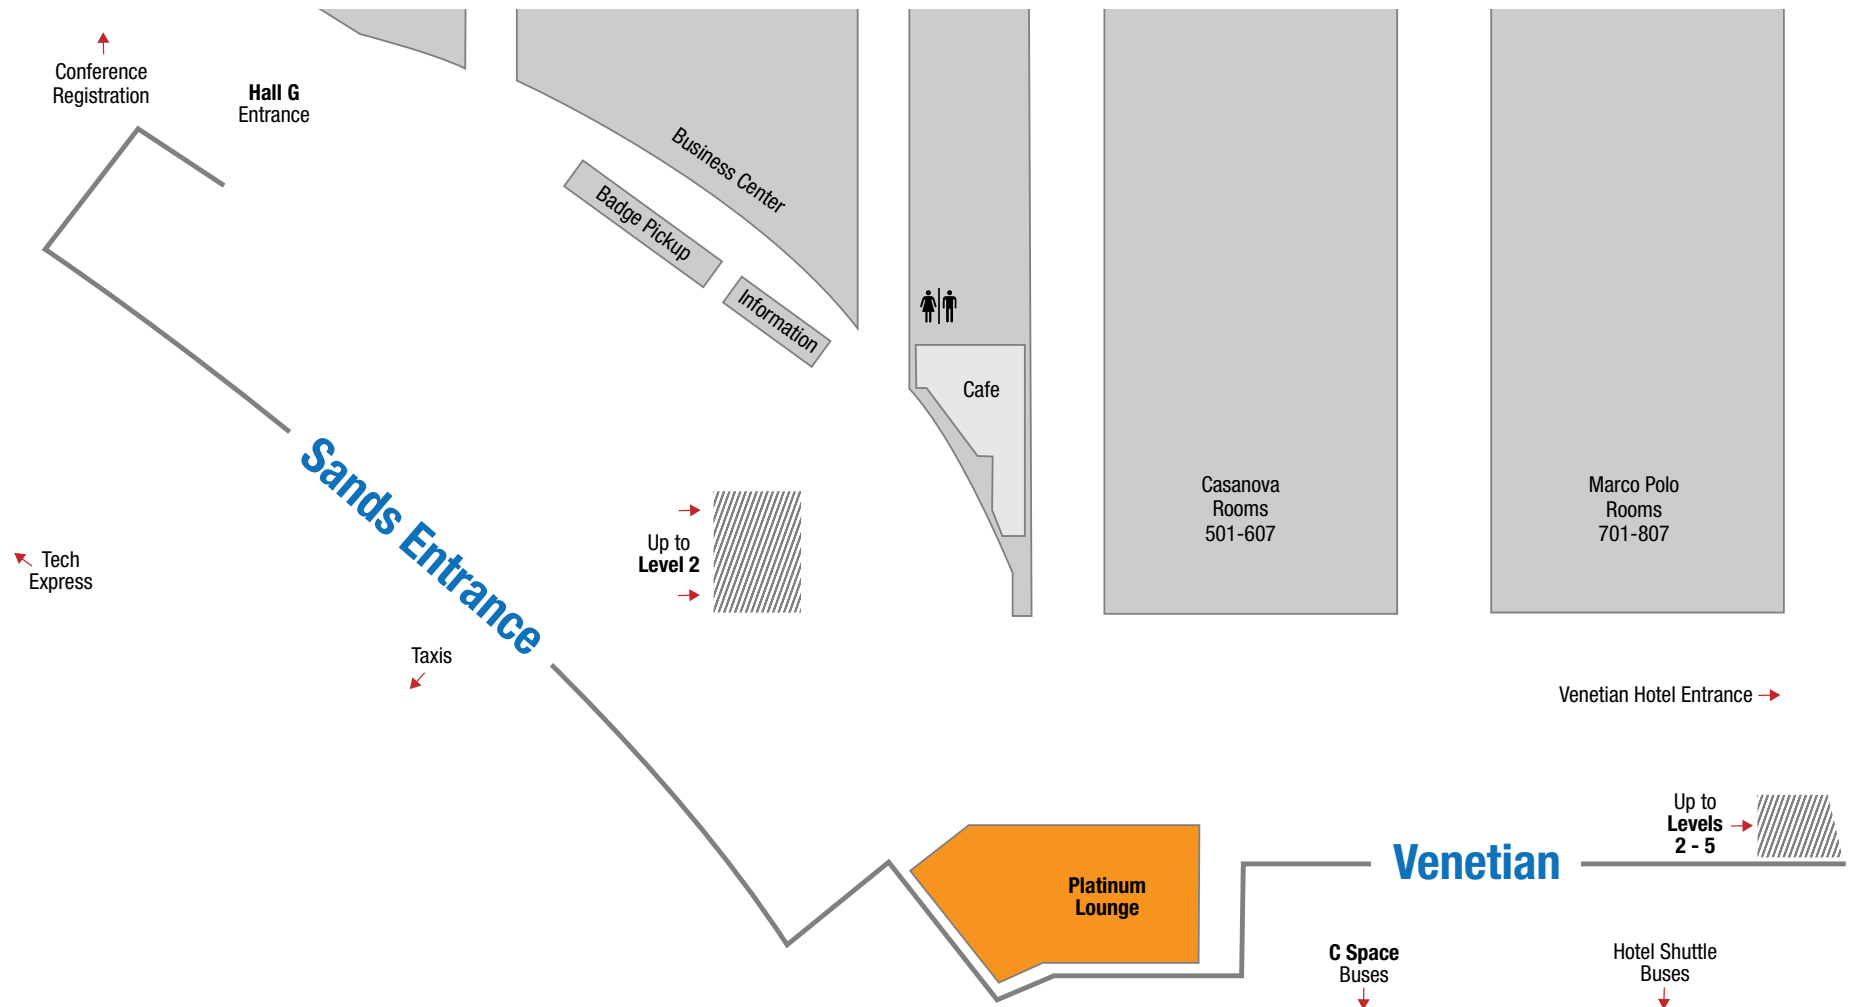 Conference
Registration
Hall G
Entrance
Business Center
Badge Pickup
Information
Cafe
Casanova
Rooms
501-607
Marco Polo
Rooms
701-807
Sands Entrance
Up to
Level 2
Tech
Express
Taxis
Venetian Hotel Entrance
Up to
Levels
2 - 5
Venetian
Platinum
Lounge
C Space
Buses
Hotel Shuttle
Buses